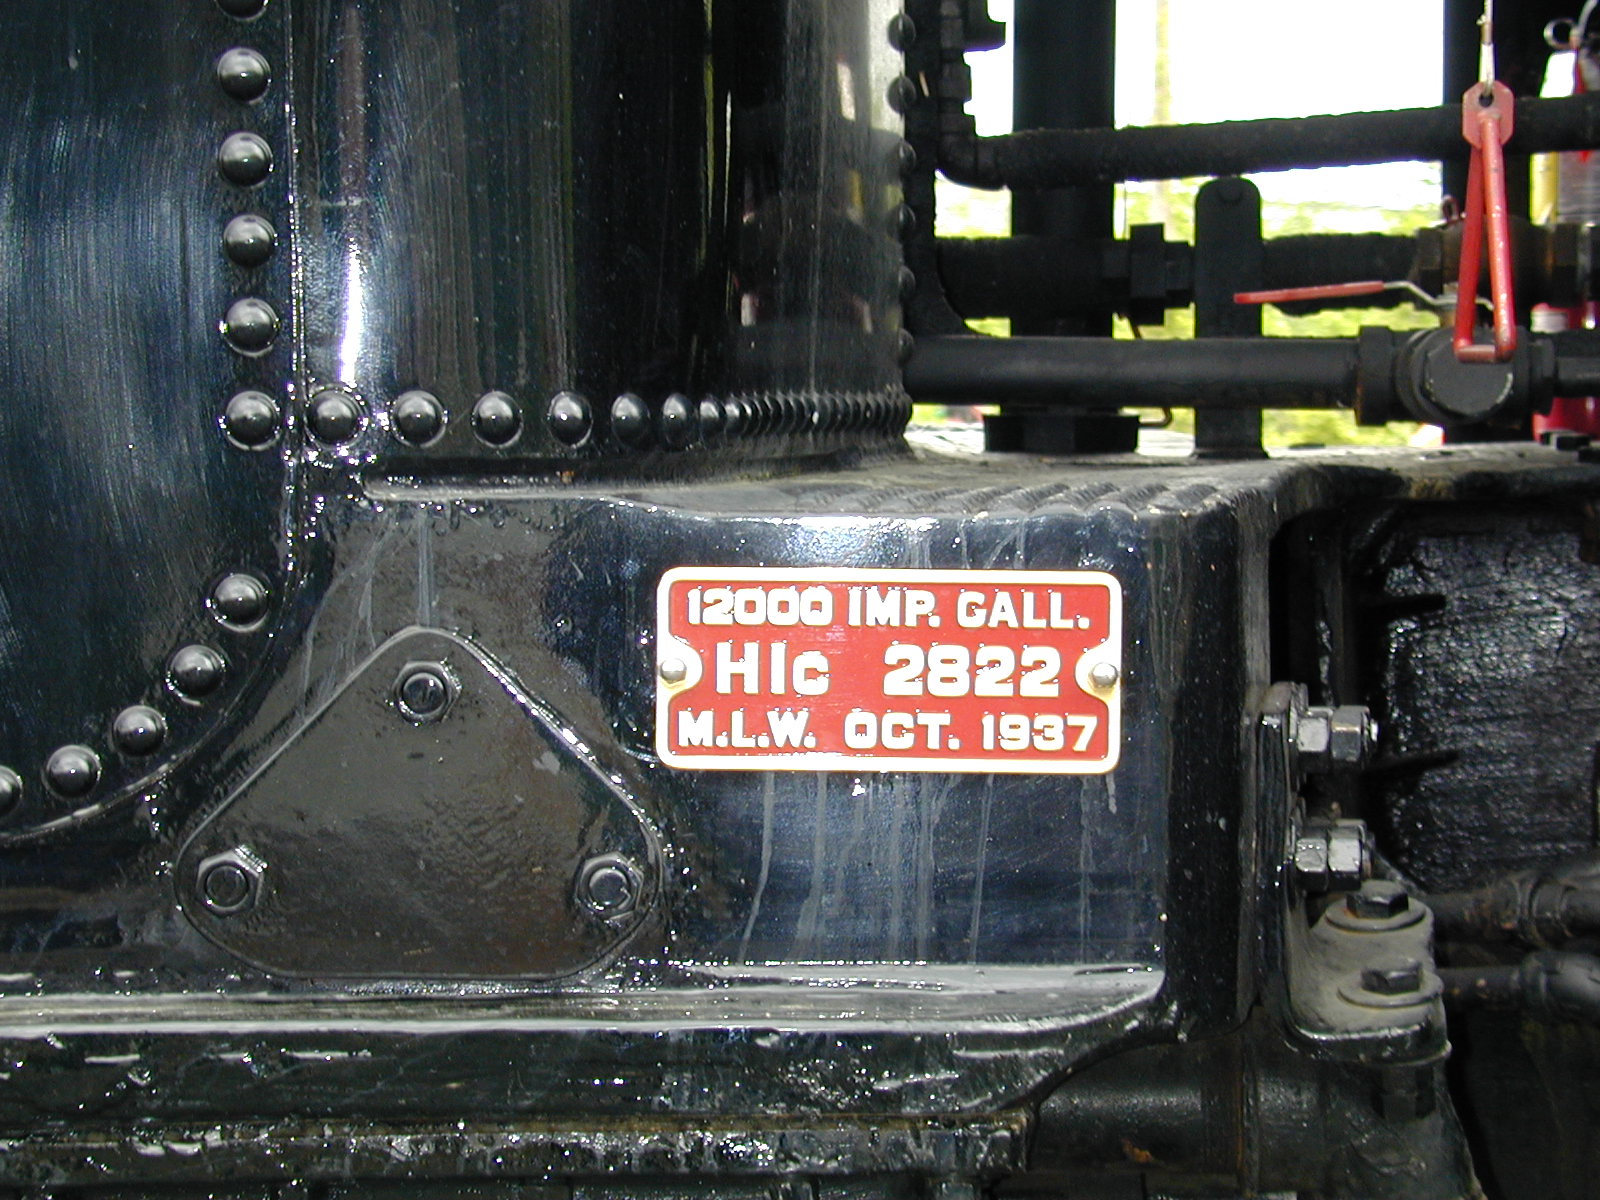 12000 IMP. GALL.
H1c 2822
M.L.W. OCT. 1937